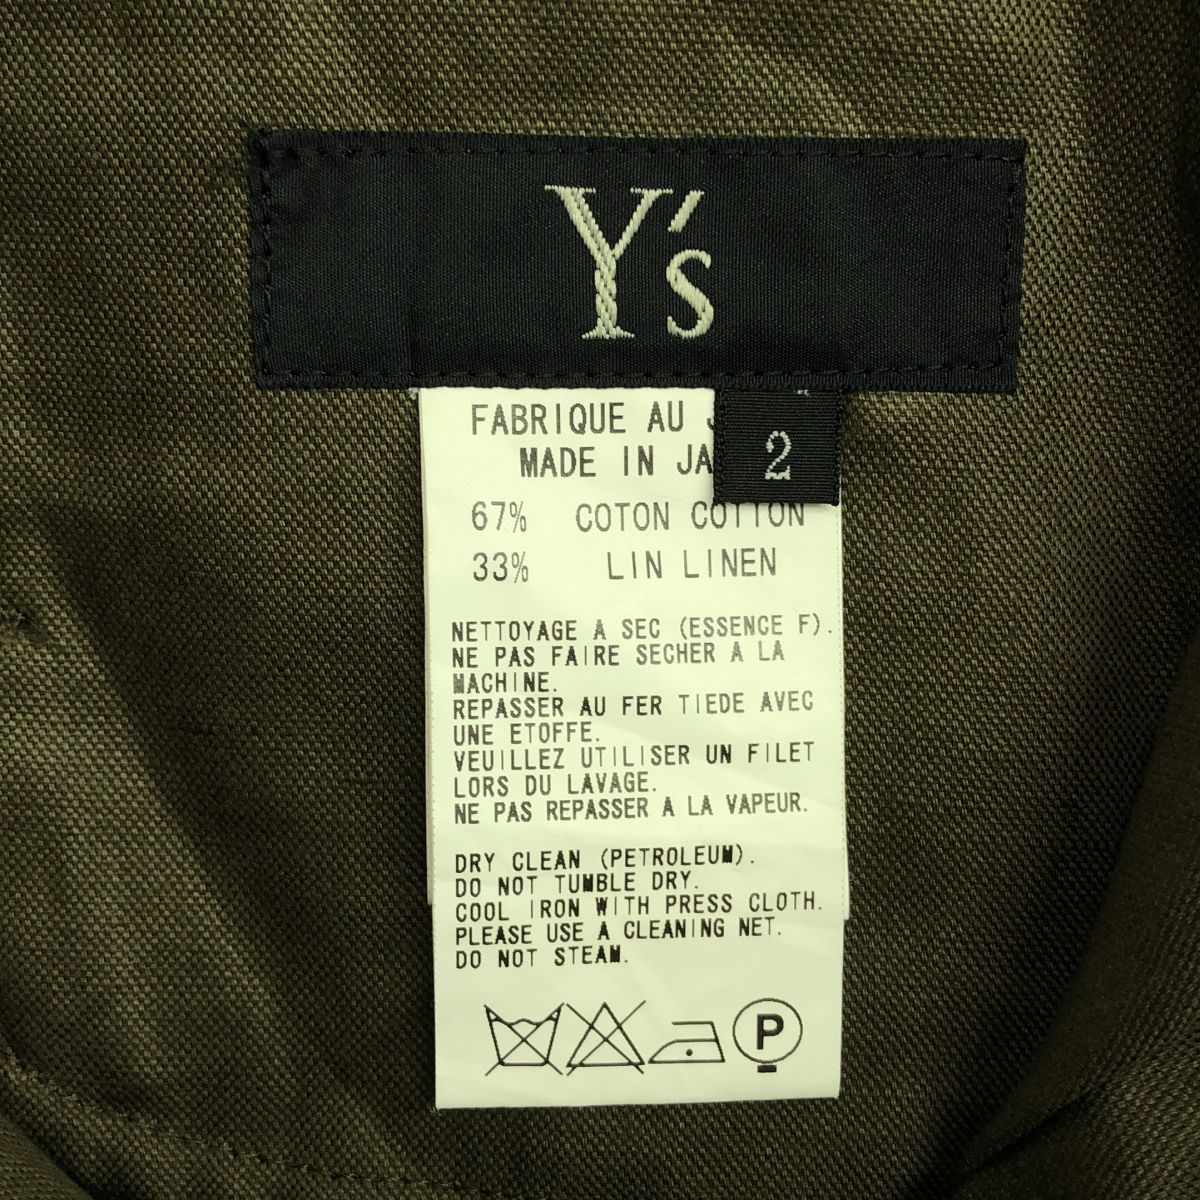 Y's
FABRIQUE AU
MADE IN
2
67% COTON COTTON
33% LIN LINEN
NETTOYAGE A SEC (ESSENCE F).
NE PAS FAIRE SECHER A LA
MACHINE.
REPASSER AU FER TIEDE AVEC
UNE ETOFFE.
VEUILLEZ UTILISER UN FILET
LORS DU LAVAGE.
NE PAS REPASSER A LA VAPEUR.
DRY CLEAN (PETROLEUM).
DO NOT TUMBLE DRY.
COOL IRON WITH PRESS CLOTH.
PLEASE USE A CLEANING NET.
DO NOT STEAM.
P